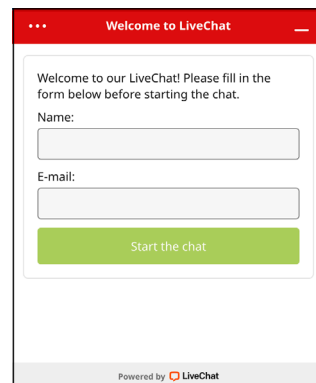 Welcome to LiveChat
Welcome to our LiveChat! Please fill in the
form below before starting the chat.
Name:
E-mail:
Start the chat
Powered by LiveChat